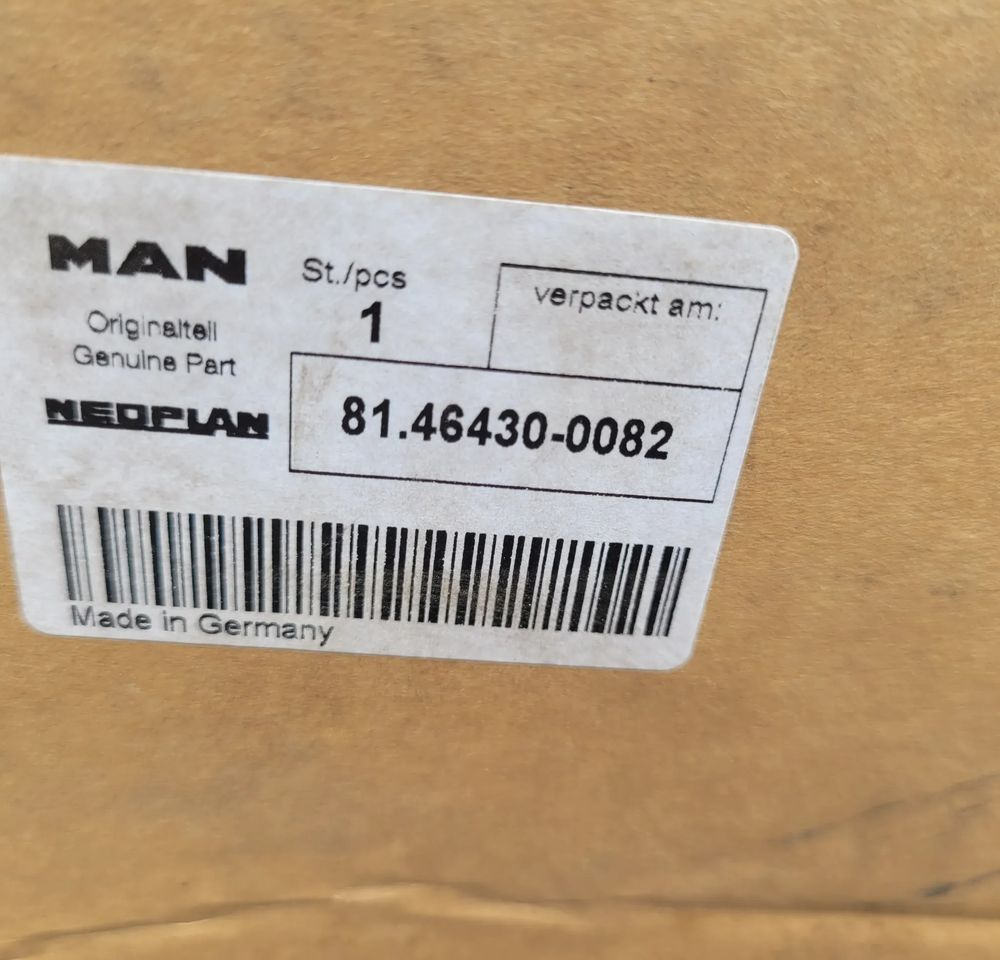 MAN
St./pcs
verpackt am:
1
Originalteil
Genuine Part
NEOPLAN
81.46430-0082
Made in Germany